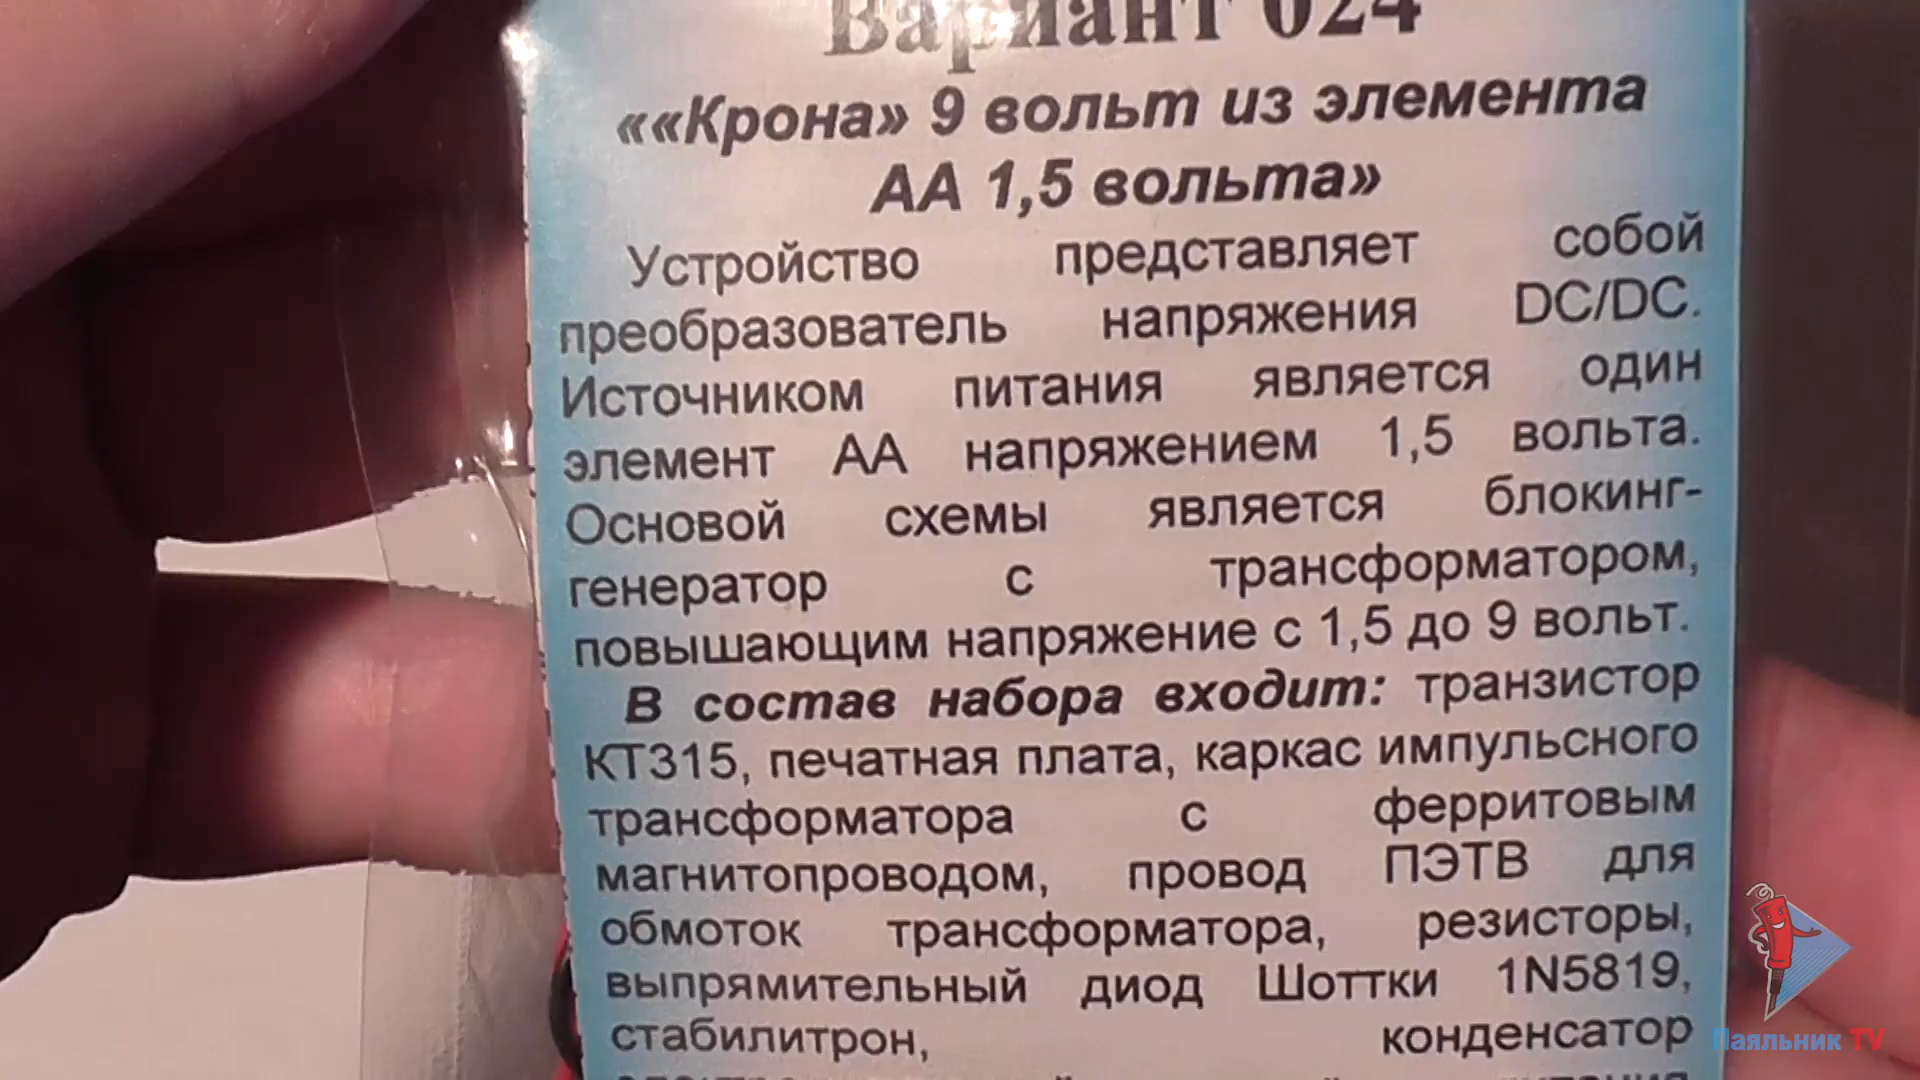 Вариант 024
««Крона» 9 вольт из элемента
АА 1,5 вольта»
Устройство представляет собой
преобразователь напряжения DC/DC.
Источником питания является один
элемент АА напряжением 1,5 вольта.
Основой схемы является блокинг-
генератор с трансформатором,
повышающим напряжение с 1,5 до 9 вольт.
В состав набора входит: транзистор
КТ315, печатная плата, каркас импульсного
трансформатора с ферритовым
магнитопроводом, провод ПЭТВ для
обмоток трансформатора, резисторы,
выпрямительный диод Шоттки 1N5819,
стабилитрон, конденсатор
Паяльник TV